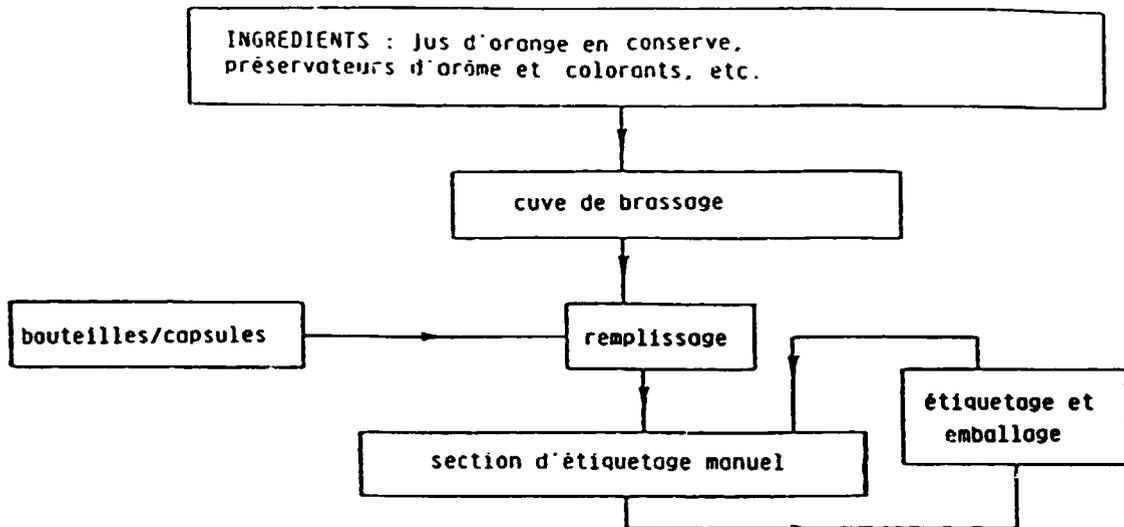 INGREDIENTS : jus d'orange en conserve,
préservateurs d'arôme et colorants, etc.
cuve de brassage
bouteilles/capsules
remplissage
étiquetage et
emballage
section d'étiquetage manuel